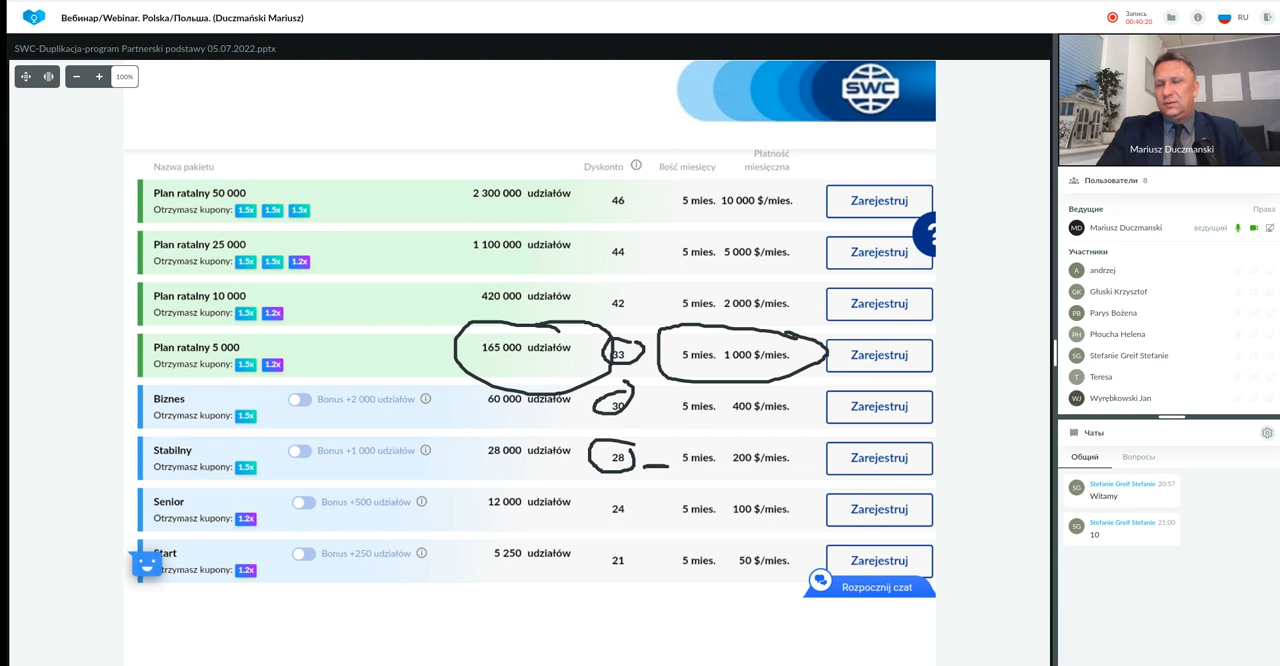 Вебинар/Webinar. Polska/Польша. (Duczmański Mariusz)
Запись
00:40:20
RU
SWC-Duplikacja-program Partnerski podstawy 05.07.2022.pptx
100%
SWC
Nazwa pakietu Dyskonto Ilość miesięcy Płatność miesięczna
Plan ratalny 50 000 2 300 000 udziałów 46 5 mies. 10 000 $/mies. Zarejestruj
Otrzymasz kupony: 1.5x 1.5x 1.5x
Plan ratalny 25 000 1 100 000 udziałów 44 5 mies. 5 000 $/mies. Zarejestruj
Otrzymasz kupony: 1.5x 1.5x 1.2x
?
Plan ratalny 10 000 420 000 udziałów 42 5 mies. 2 000 $/mies. Zarejestruj
Otrzymasz kupony: 1.5x 1.2x
Plan ratalny 5 000 165 000 udziałów 33 5 mies. 1 000 $/mies. Zarejestruj
Otrzymasz kupony: 1.5x 1.2x
Biznes Bonus +2 000 udziałów 60 000 udziałów 30 5 mies. 400 $/mies. Zarejestruj
Otrzymasz kupony: 1.5x
Stabilny Bonus +1 000 udziałów 28 000 udziałów 28 5 mies. 200 $/mies. Zarejestruj
Otrzymasz kupony: 1.5x
Senior Bonus +500 udziałów 12 000 udziałów 24 5 mies. 100 $/mies. Zarejestruj
Otrzymasz kupony: 1.2x
Start Bonus +250 udziałów 5 250 udziałów 21 5 mies. 50 $/mies. Zarejestruj
Otrzymasz kupony: 1.2x
Rozpocznij czat
Mariusz Duczmanski
Пользователи 8
Ведущие Права
MD Mariusz Duczmanski ведущий
Участники
A andrzej
GK Głuski Krzysztof
PB Parys Bożena
PH Płoucha Helena
SG Stefanie Greif Stefanie
T Teresa
WJ Wyrębkowski Jan
Чаты
Общий Вопросы
SG Stefanie Greif Stefanie 20:57
Witamy
SG Stefanie Greif Stefanie 21:00
10